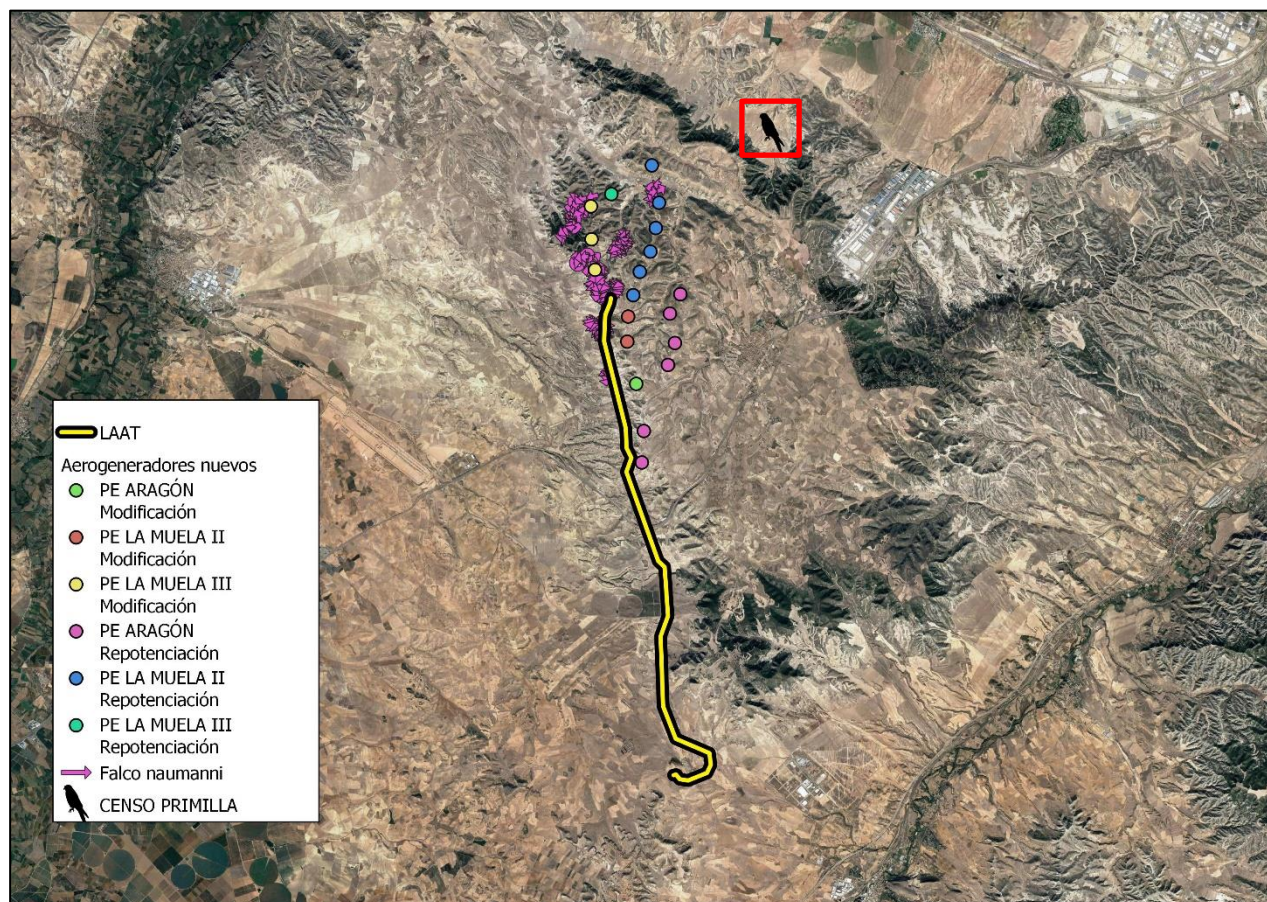 LAAT
Aerogeneradores nuevos
PE ARAGÓN
Modificación
PE LA MUELA II
Modificación
PE LA MUELA III
Modificación
PE ARAGÓN
Repotenciación
PE LA MUELA II
Repotenciación
PE LA MUELA III
Repotenciación
Falco naumanni
CENSO PRIMILLA